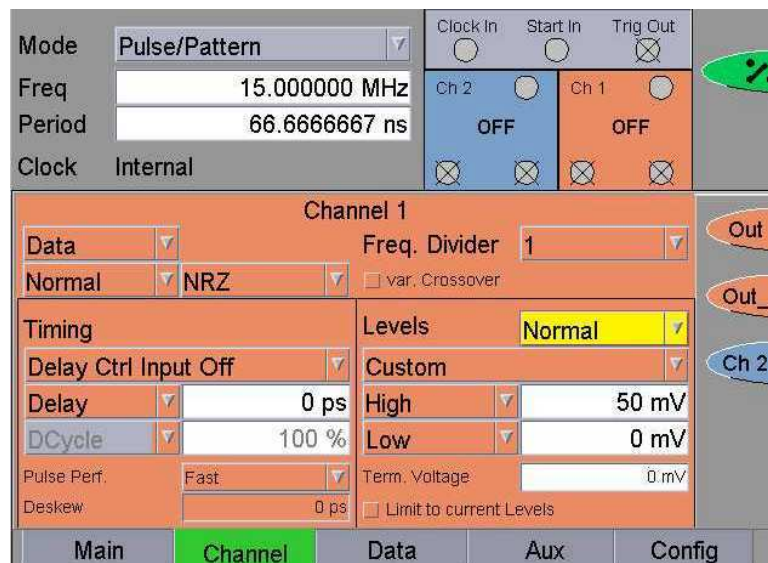 Mode Pulse/Pattern
Freq 15.000000 MHz
Period 66.6666667 ns
Clock Internal
Clock In Start In Trig Out
Ch 2 Ch 1
OFF OFF
%
Channel 1
Data Freq. Divider 1
Normal NRZ var. Crossover
Timing Levels Normal
Delay Ctrl Input Off Custom
Delay 0 ps High 50 mV
DCycle 100 % Low 0 mV
Pulse Perf. Fast Term. Voltage 0 mV
Deskew 0 ps Limit to current Levels
Out
Out_
Ch 2
Main Channel Data Aux Config